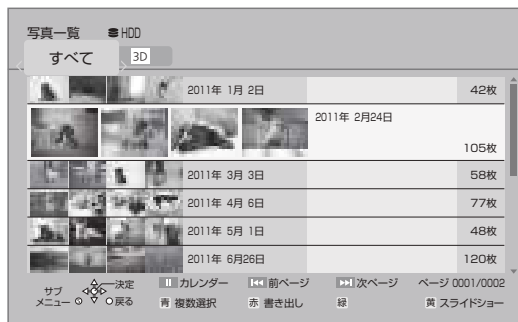 写真一覧 HDD
すべて 3D
2011年 1月 2日 42枚
2011年 2月24日
105枚
2011年 3月 3日 58枚
2011年 4月 6日 77枚
2011年 5月 1日 48枚
2011年 6月26日 120枚
サブ メニュー S 決定 戻る
カレンダー 前ページ 次ページ ページ 0001/0002
青 複数選択 赤 書き出し 緑 黄 スライドショー